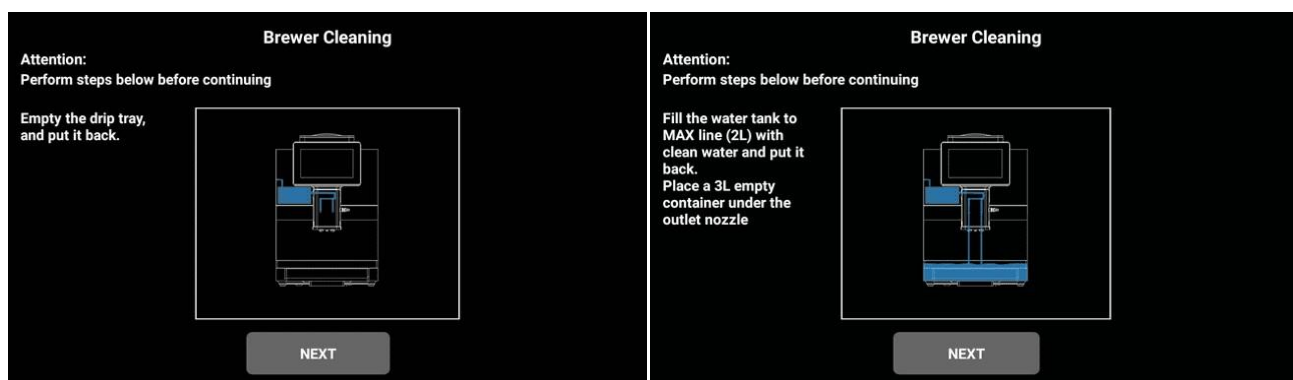 Brewer Cleaning
Attention:
Perform steps below before continuing
Empty the drip tray,
and put it back.
NEXT
Brewer Cleaning
Attention:
Perform steps below before continuing
Fill the water tank to
MAX line (2L) with
clean water and put it
back.
Place a 3L empty
container under the
outlet nozzle
NEXT